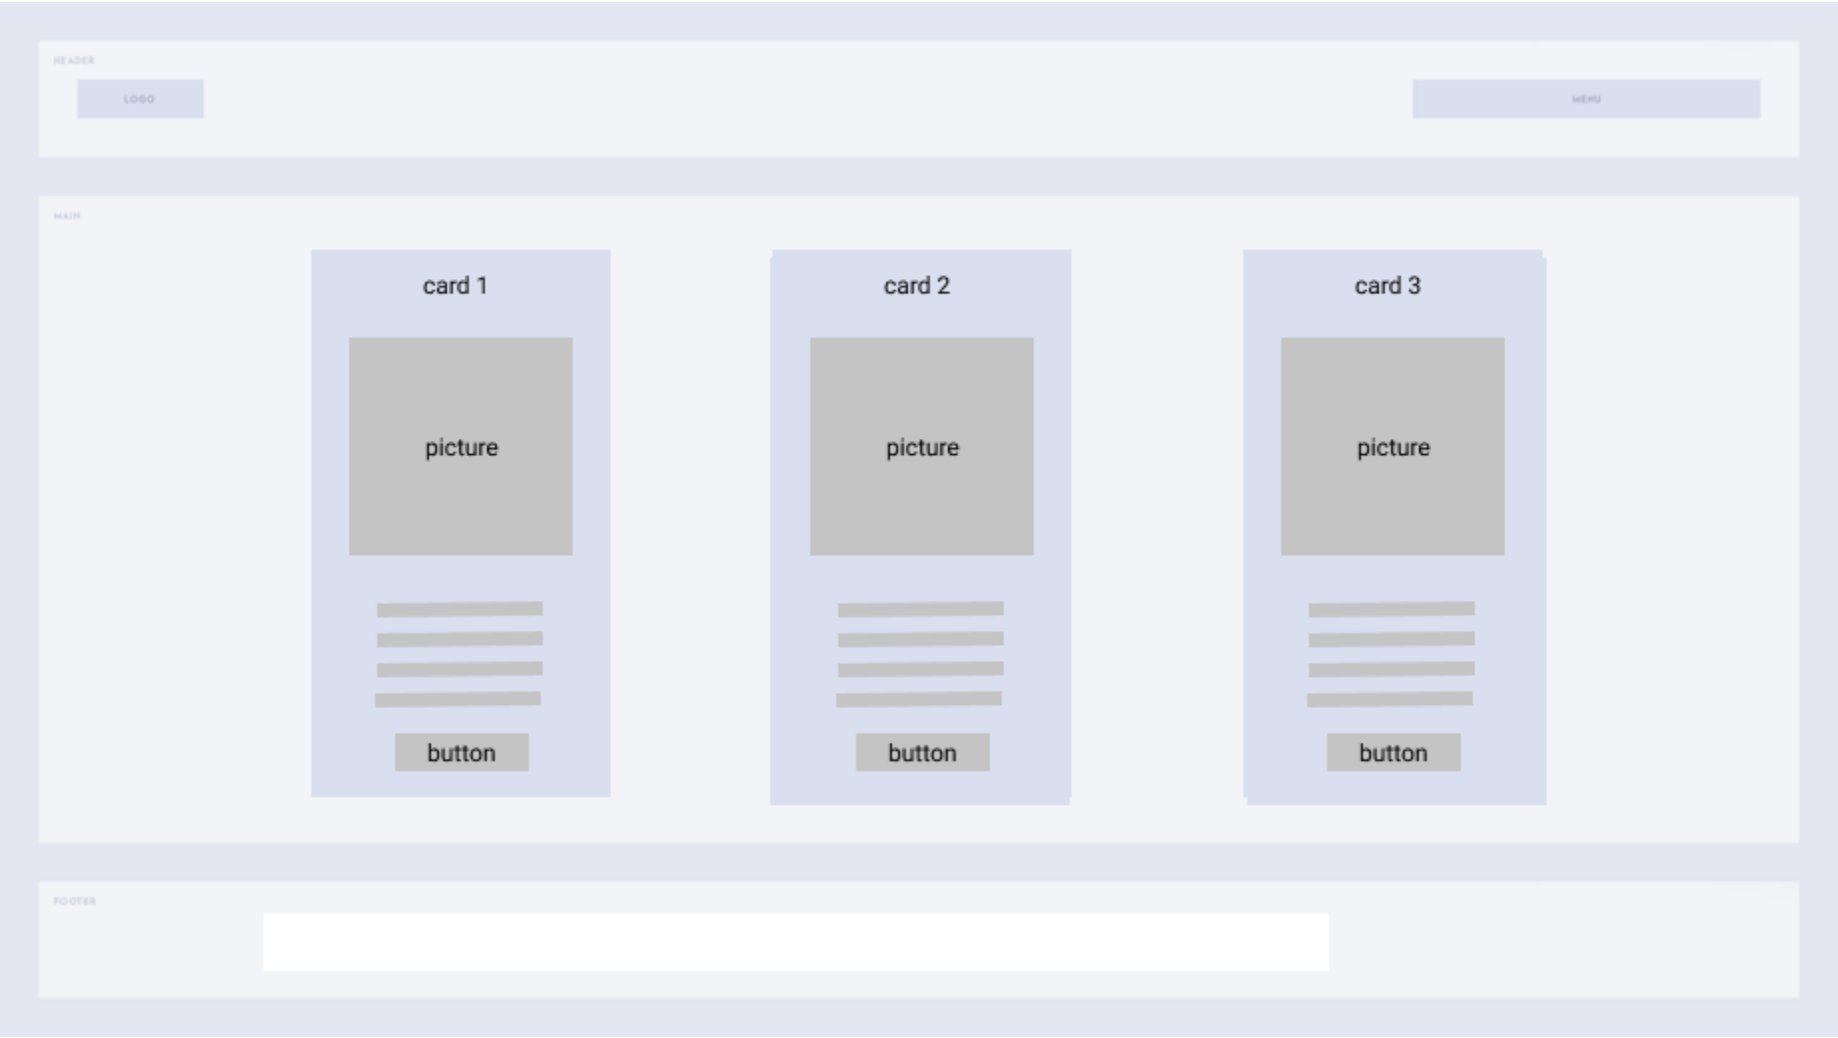 HEADER
LOGO
MENU
MAIN
card 1
card 2
card 3
picture
picture
picture
button
button
button
FOOTER